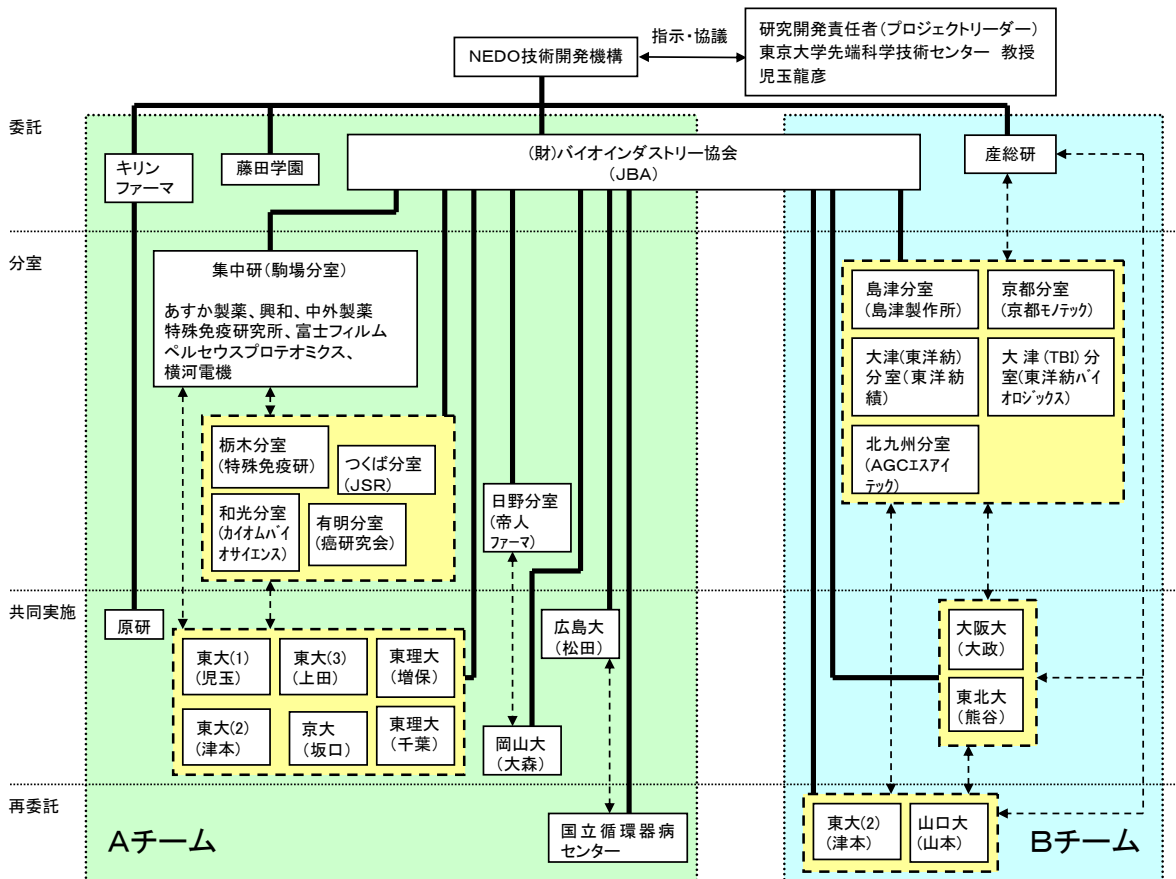 指示・協議
研究開発責任者(プロジェクトリーダー)
東京大学先端科学技術センター 教授
児玉龍彦
NEDO技術開発機構
委託
キリン
ファーマ
藤田学園
(財)バイオインダストリー協会
(JBA)
産総研
分室
集中研(駒場分室)
あすか製薬、興和、中外製薬
特殊免疫研究所、富士フィルム
ペルセウスプロテオミクス、
横河電機
島津分室
(島津製作所)
京都分室
(京都モノテック)
大津(東洋紡)
分室(東洋紡
績)
大津(TBI)分
室(東洋紡バイ
オロジックス)
北九州分室
(AGCエスアイ
テック)
栃木分室
(特殊免疫研)
つくば分室
(JSR)
和光分室
(カイオムバイ
オサイエンス)
有明分室
(癌研究会)
日野分室
(帝人
ファーマ)
共同実施
原研
東大(1)
(児玉)
東大(3)
(上田)
東理大
(増保)
東大(2)
(津本)
京大
(坂口)
東理大
(千葉)
広島大
(松田)
岡山大
(大森)
大阪大
(大政)
東北大
(熊谷)
再委託
Aチーム
国立循環器病
センター
東大(2)
(津本)
山口大
(山本)
Bチーム